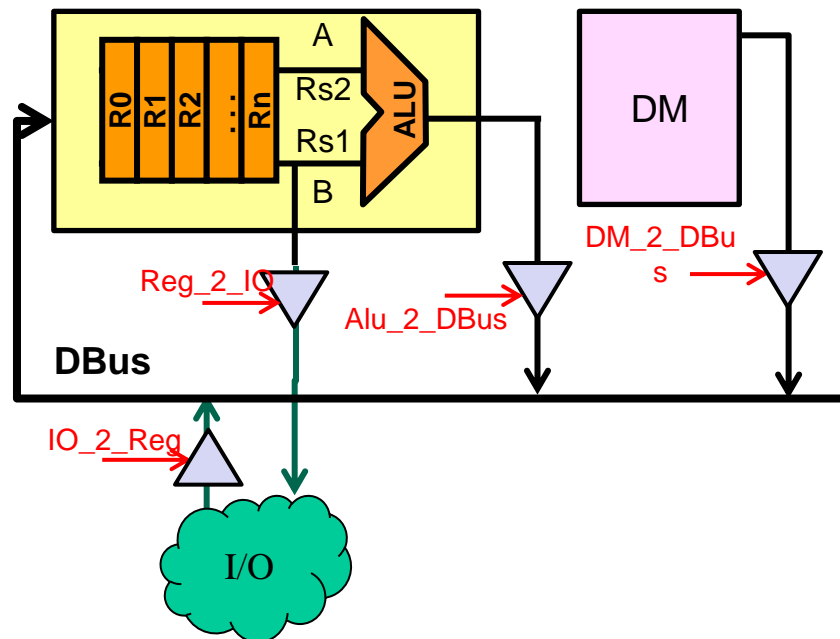 A
R0
R1
R2
...
Rn
Rs2
Rs1
B
ALU
DM
Reg_2_IO
Alu_2_DBus
DM_2_DBu
s
DBus
IO_2_Reg
I/O